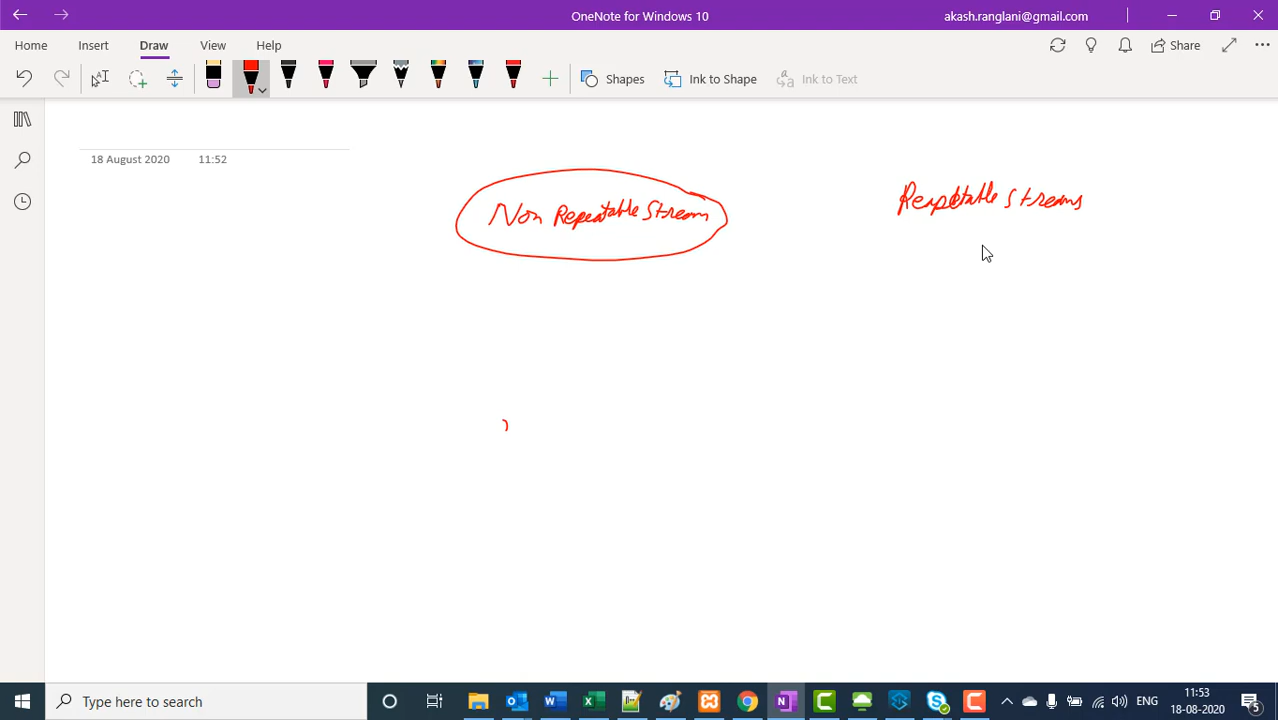 OneNote for Windows 10
akash.ranglani@gmail.com
Home Insert Draw View Help
Share
Shapes Ink to Shape Ink to Text
18 August 2020 11:52
Non Repeatable Stream
Reapetable Streams
Type here to search
ENG
11:53
18-08-2020
5